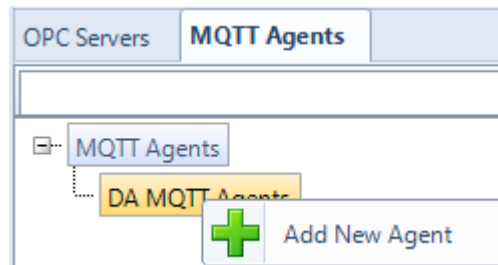 OPC Servers MQTT Agents
MQTT Agents
DA MQTT Agents
Add New Agent